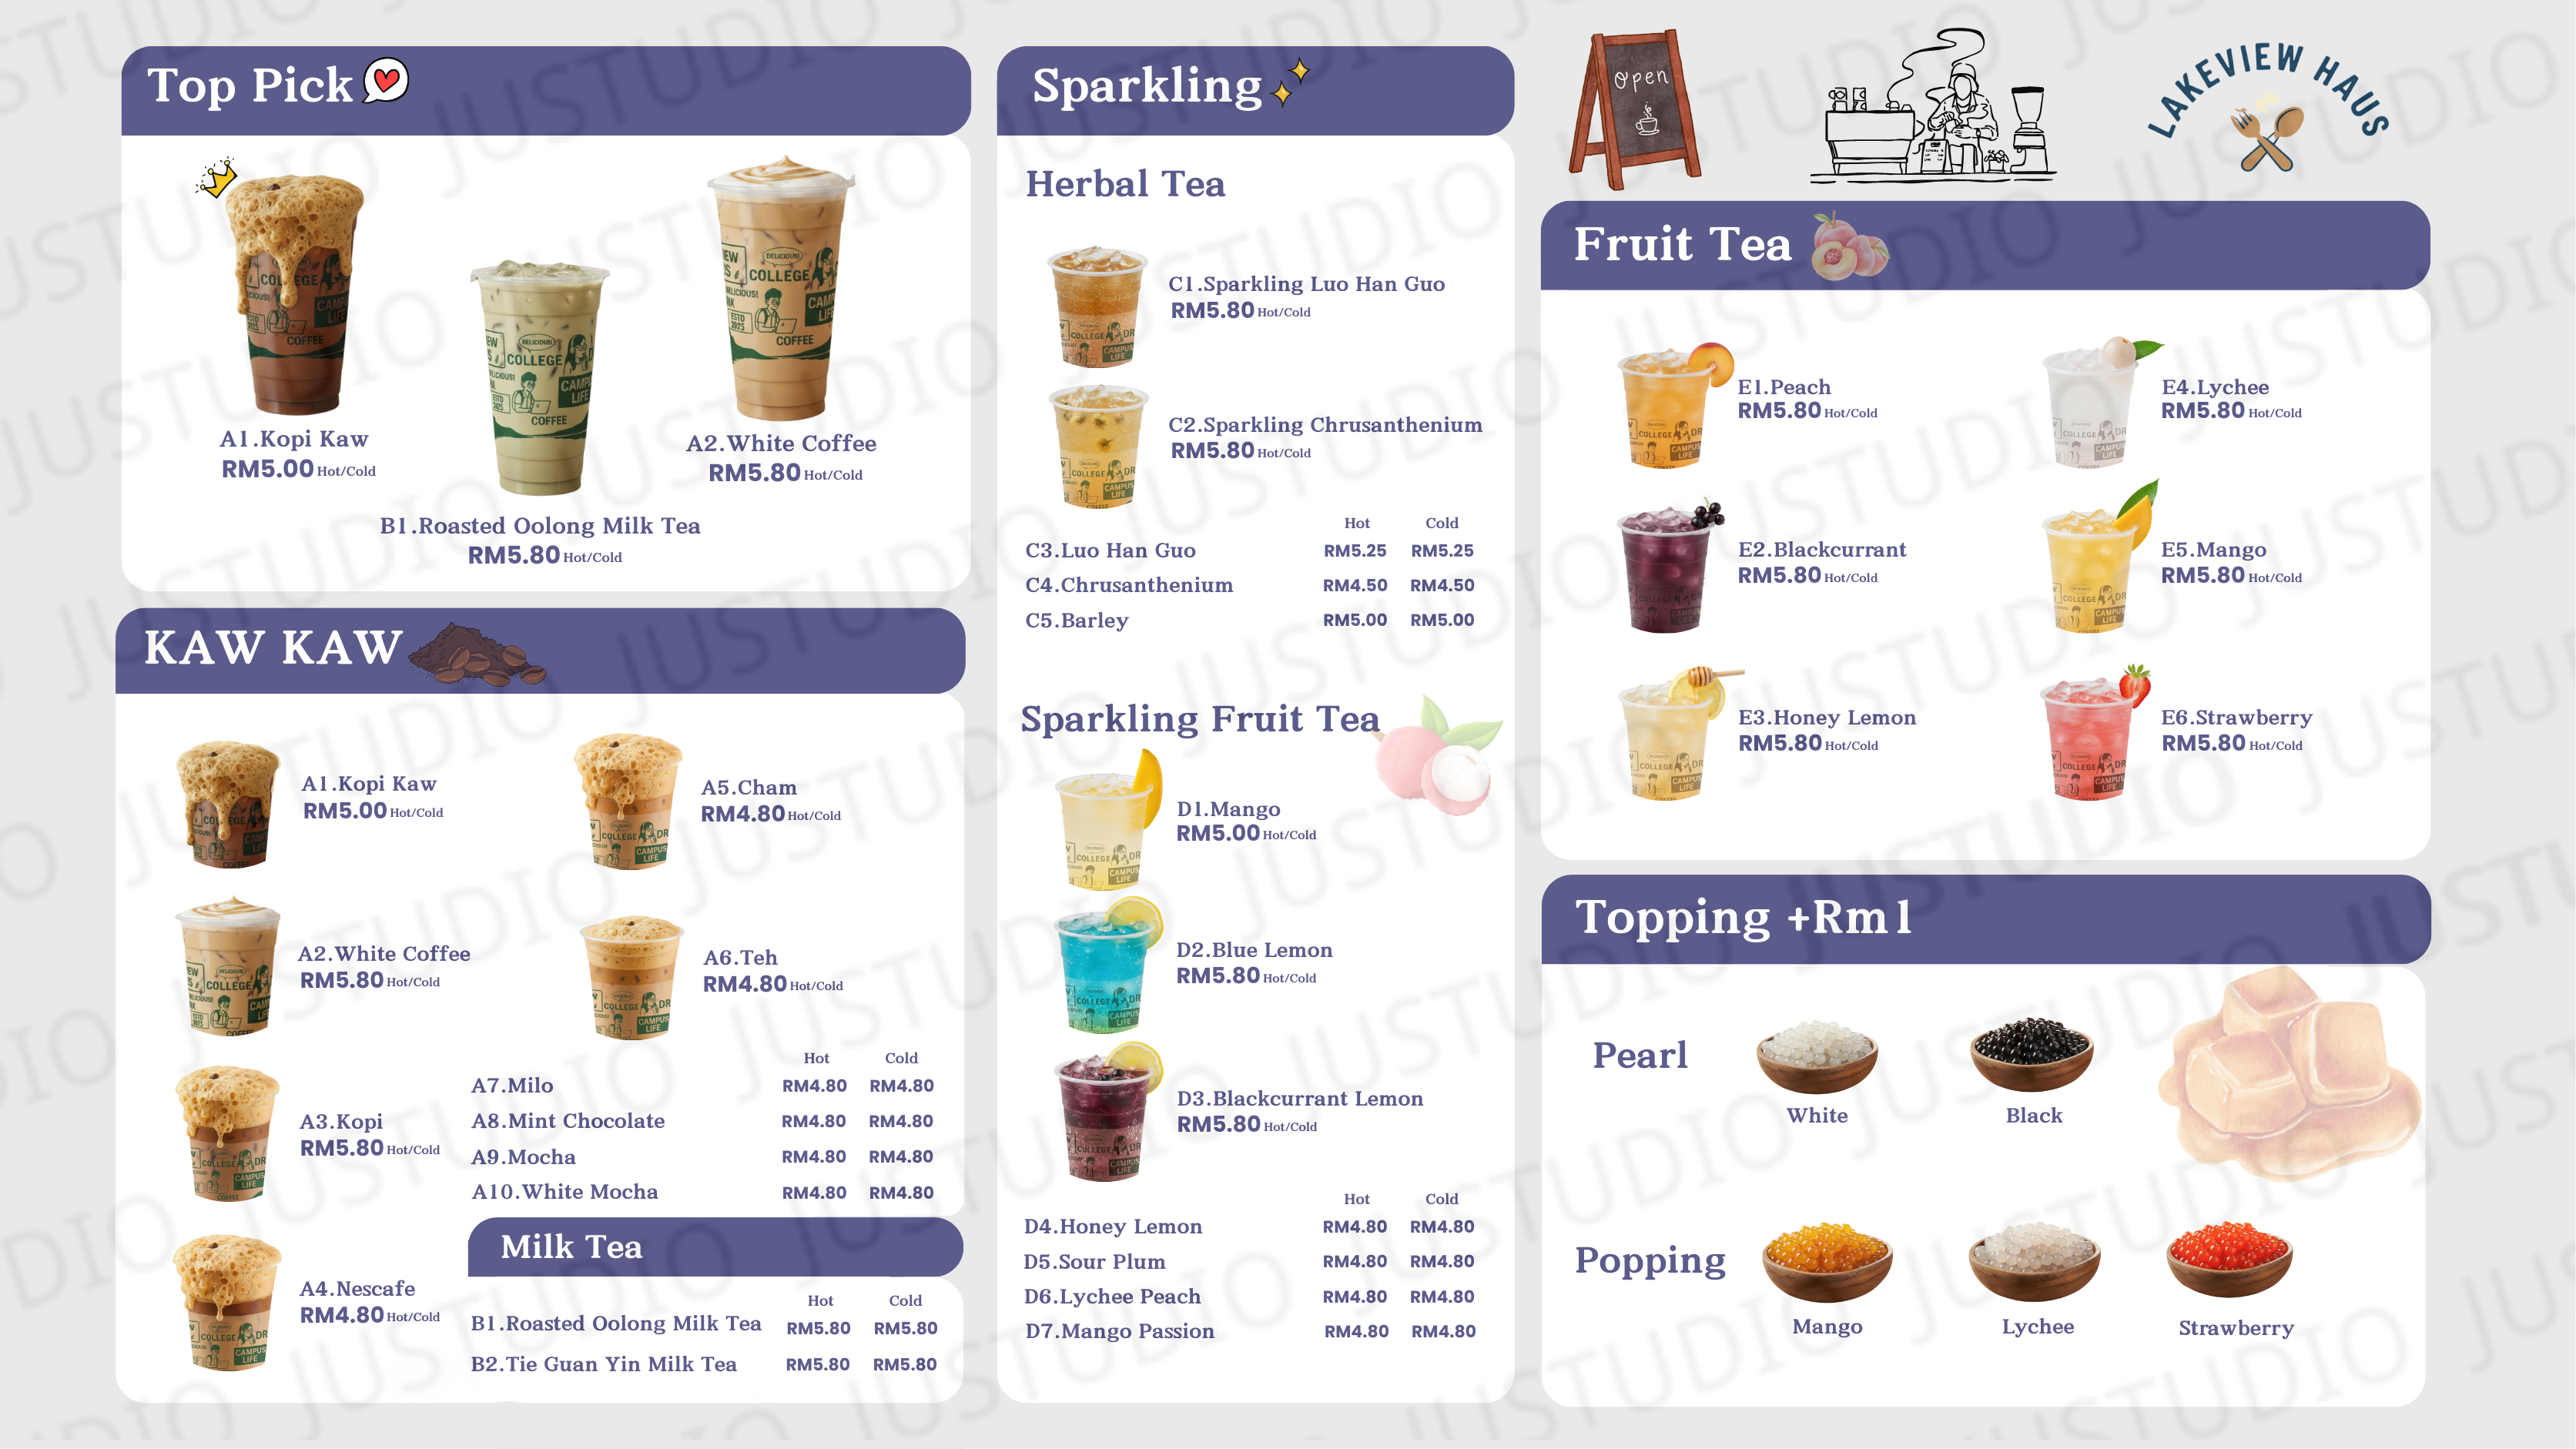 Top Pick
A1.Kopi Kaw
RM5.00 Hot/Cold
A2.White Coffee
RM5.80 Hot/Cold
B1.Roasted Oolong Milk Tea
RM5.80 Hot/Cold
KAW KAW
A1.Kopi Kaw
RM5.00 Hot/Cold
A2.White Coffee
RM5.80 Hot/Cold
A3.Kopi
RM5.80 Hot/Cold
A4.Nescafe
RM4.80 Hot/Cold
A5.Cham
RM4.80 Hot/Cold
A6.Teh
RM4.80 Hot/Cold
Hot Cold
A7.Milo RM4.80 RM4.80
A8.Mint Chocolate RM4.80 RM4.80
A9.Mocha RM4.80 RM4.80
A10.White Mocha RM4.80 RM4.80
Milk Tea
Hot Cold
B1.Roasted Oolong Milk Tea RM5.80 RM5.80
B2.Tie Guan Yin Milk Tea RM5.80 RM5.80
Sparkling
Herbal Tea
C1.Sparkling Luo Han Guo
RM5.80 Hot/Cold
C2.Sparkling Chrusanthenium
RM5.80 Hot/Cold
Hot Cold
C3.Luo Han Guo RM5.25 RM5.25
C4.Chrusanthenium RM4.50 RM4.50
C5.Barley RM5.00 RM5.00
Sparkling Fruit Tea
D1.Mango
RM5.00 Hot/Cold
D2.Blue Lemon
RM5.80 Hot/Cold
D3.Blackcurrant Lemon
RM5.80 Hot/Cold
Hot Cold
D4.Honey Lemon RM4.80 RM4.80
D5.Sour Plum RM4.80 RM4.80
D6.Lychee Peach RM4.80 RM4.80
D7.Mango Passion RM4.80 RM4.80
open
LAKEVIEW HAUS
Fruit Tea
E1.Peach
RM5.80 Hot/Cold
E2.Blackcurrant
RM5.80 Hot/Cold
E3.Honey Lemon
RM5.80 Hot/Cold
E4.Lychee
RM5.80 Hot/Cold
E5.Mango
RM5.80 Hot/Cold
E6.Strawberry
RM5.80 Hot/Cold
Topping +Rm1
Pearl
White
Black
Popping
Mango
Lychee
Strawberry
JUSTUDIO